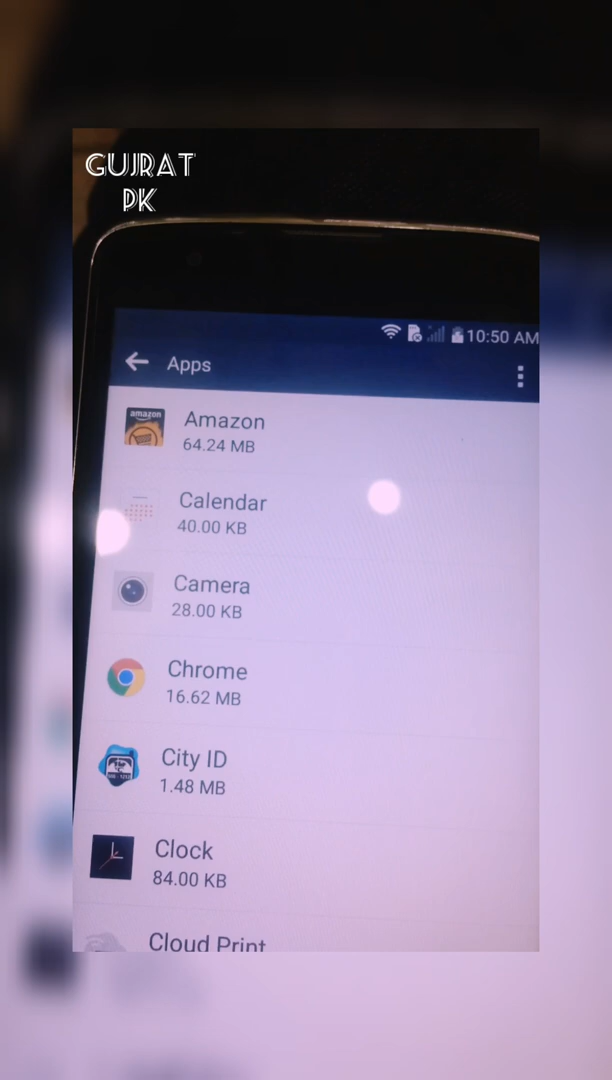 GUJRAT
PK
10:50 AM
Apps
amazon
Amazon
64.24 MB
Calendar
40.00 KB
Camera
28.00 KB
Chrome
16.62 MB
City ID
1.48 MB
Clock
84.00 KB
Cloud Print